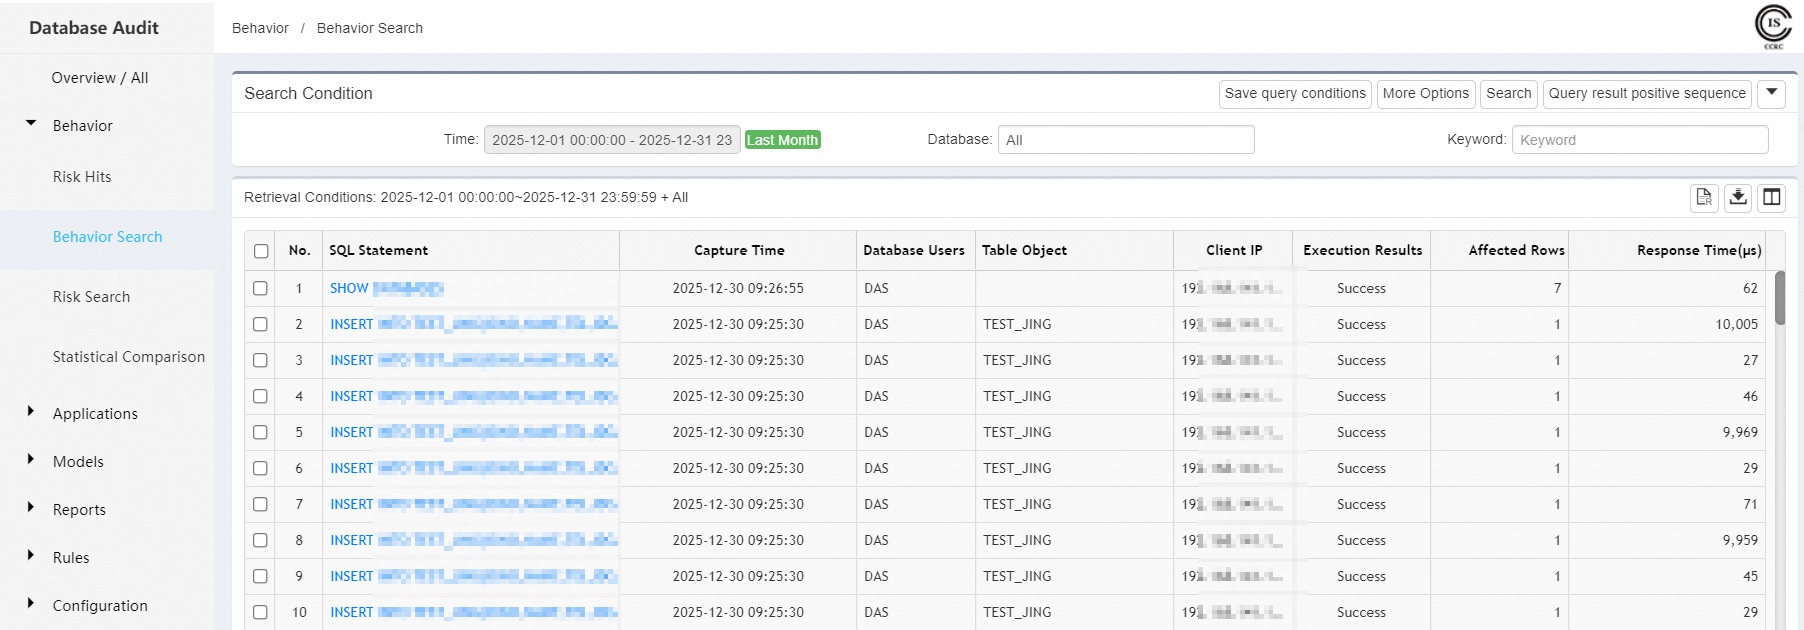 Database Audit
Behavior / Behavior Search
IS
CCRC
Overview / All
Behavior
Risk Hits
Behavior Search
Risk Search
Statistical Comparison
Applications
Models
Reports
Rules
Configuration
Search Condition
Save query conditions More Options Search Query result positive sequence
Time: 2025-12-01 00:00:00 - 2025-12-31 23 Last Month Database: All Keyword: Keyword
Retrieval Conditions: 2025-12-01 00:00:00~2025-12-31 23:59:59 + All
No. SQL Statement Capture Time Database Users Table Object Client IP Execution Results Affected Rows Response Time(μs)
1 SHOW 2025-12-30 09:26:55 DAS Success 7 62
2 INSERT 2025-12-30 09:25:30 DAS TEST_JING Success 1 10,005
3 INSERT 2025-12-30 09:25:30 DAS TEST_JING Success 1 27
4 INSERT 2025-12-30 09:25:30 DAS TEST_JING Success 1 46
5 INSERT 2025-12-30 09:25:30 DAS TEST_JING Success 1 9,969
6 INSERT 2025-12-30 09:25:30 DAS TEST_JING Success 1 29
7 INSERT 2025-12-30 09:25:30 DAS TEST_JING Success 1 71
8 INSERT 2025-12-30 09:25:30 DAS TEST_JING Success 1 9,959
9 INSERT 2025-12-30 09:25:30 DAS TEST_JING Success 1 45
10 INSERT 2025-12-30 09:25:30 DAS TEST_JING Success 1 29